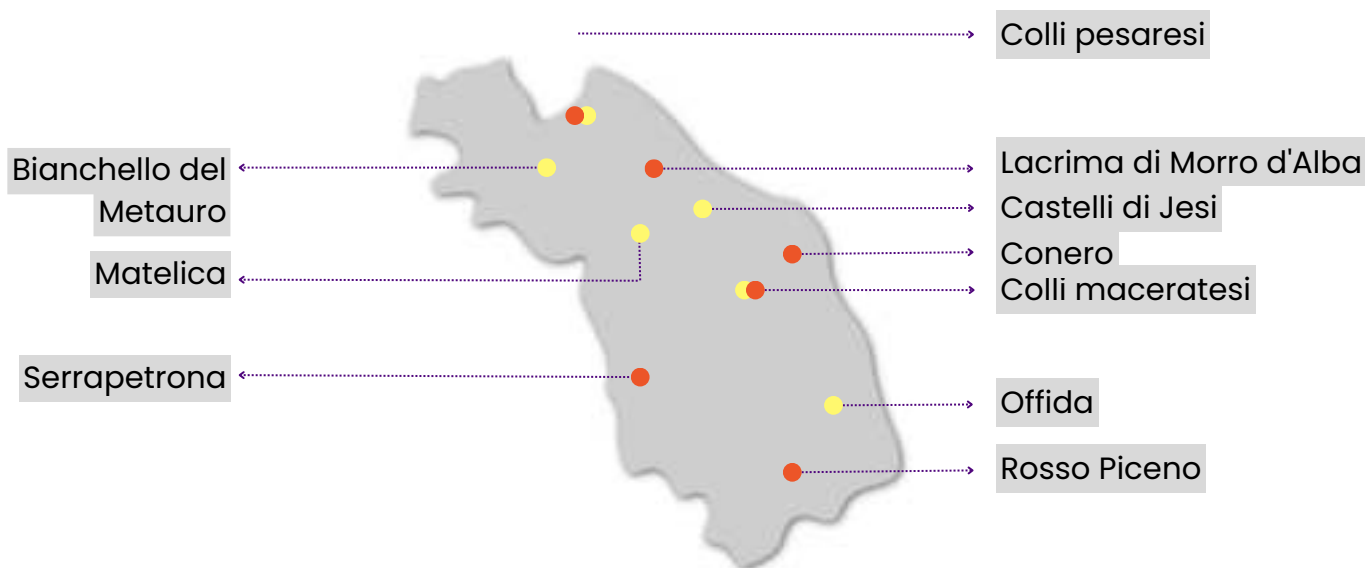 Colli pesaresi
Bianchello del
Metauro
Matelica
Serrapetrona
Lacrima di Morro d'Alba
Castelli di Jesi
Conero
Colli maceratesi
Offida
Rosso Piceno